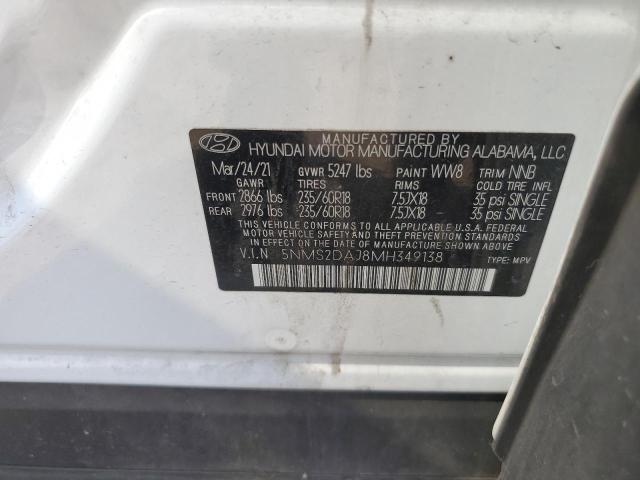 MANUFACTURED BY
HYUNDAI MOTOR MANUFACTURING ALABAMA, LLC
Mar/24/21 GVWR 5247 lbs PAINT WW8 TRIM NNB
GAWR TIRES RIMS COLD TIRE INFL
FRONT 2866 lbs 235/60R18 7.5JX18 - 35 psi SINGLE
REAR 2976 lbs 235/60R18 7.5JX18 - 35 psi SINGLE
THIS VEHICLE CONFORMS TO ALL APPLICABLE U.S.A. FEDERAL
MOTOR VEHICLE SAFETY AND THEFT PREVENTION STANDARDS
IN EFFECT ON THE DATE OF MANUFACTURE SHOWN ABOVE.
V.I.N 5NMS2DAJ8MH349138
TYPE: MPV